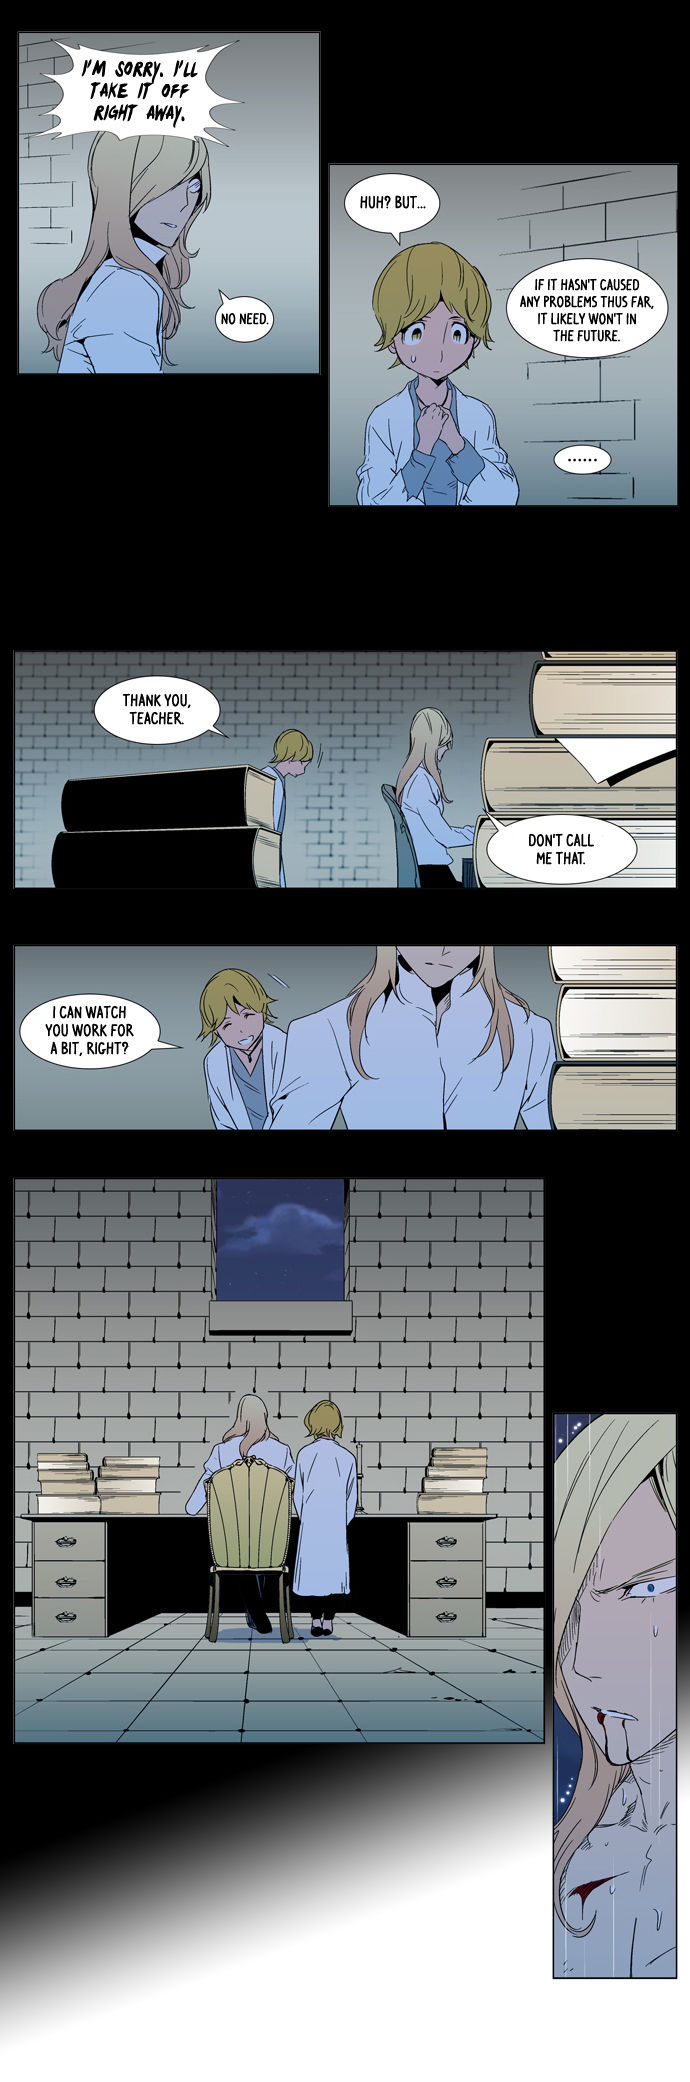 I'M SORRY. I'LL
TAKE IT OFF
RIGHT AWAY.
NO NEED.
HUH? BUT...
IF IT HASN'T CAUSED
ANY PROBLEMS THUS FAR,
IT LIKELY WON'T IN
THE FUTURE.
......
THANK YOU,
TEACHER.
DON'T CALL
ME THAT.
I CAN WATCH
YOU WORK FOR
A BIT, RIGHT?